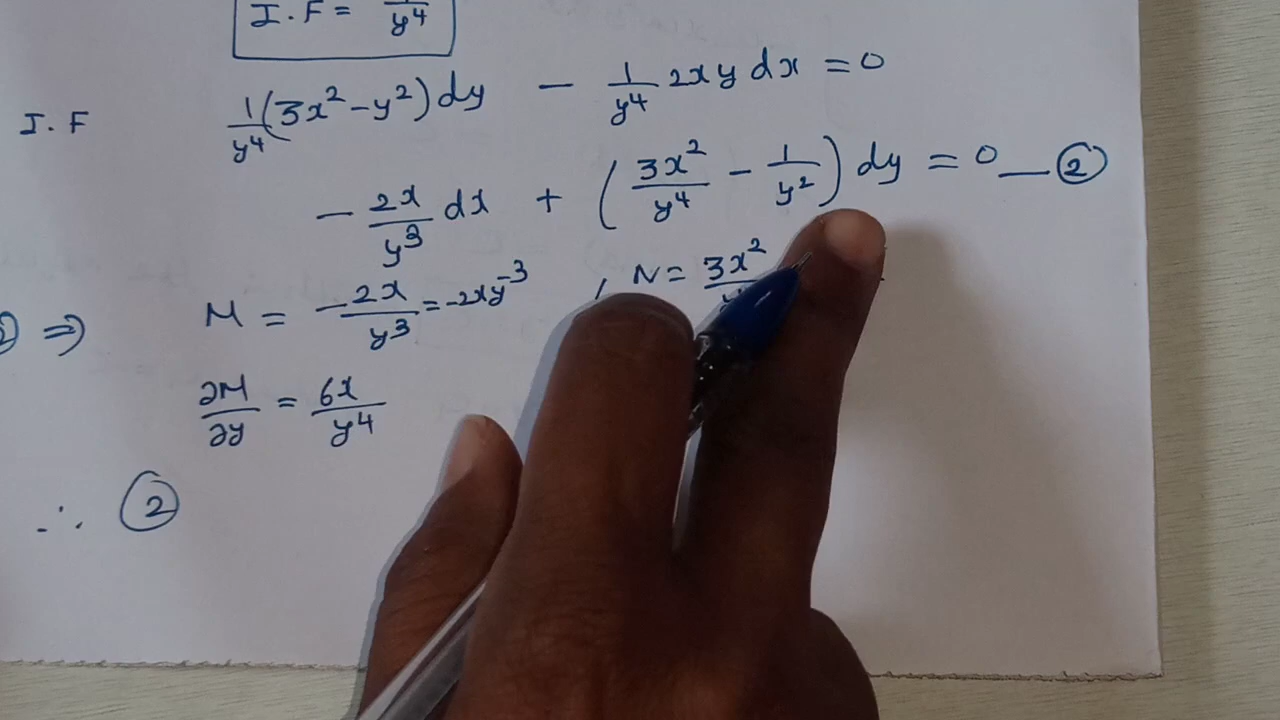 I.F = 1/y⁴
I.F 1/y⁴(3x²-y²)dy - 1/y⁴ 2xy dx = 0
- 2x/y³ dx + (3x²/y⁴ - 1/y²) dy = 0 — ②
② ⇒ M = -2x/y³ = -2xy⁻³ , N = 3x²
∂M/∂y = 6x/y⁴
∴ ②